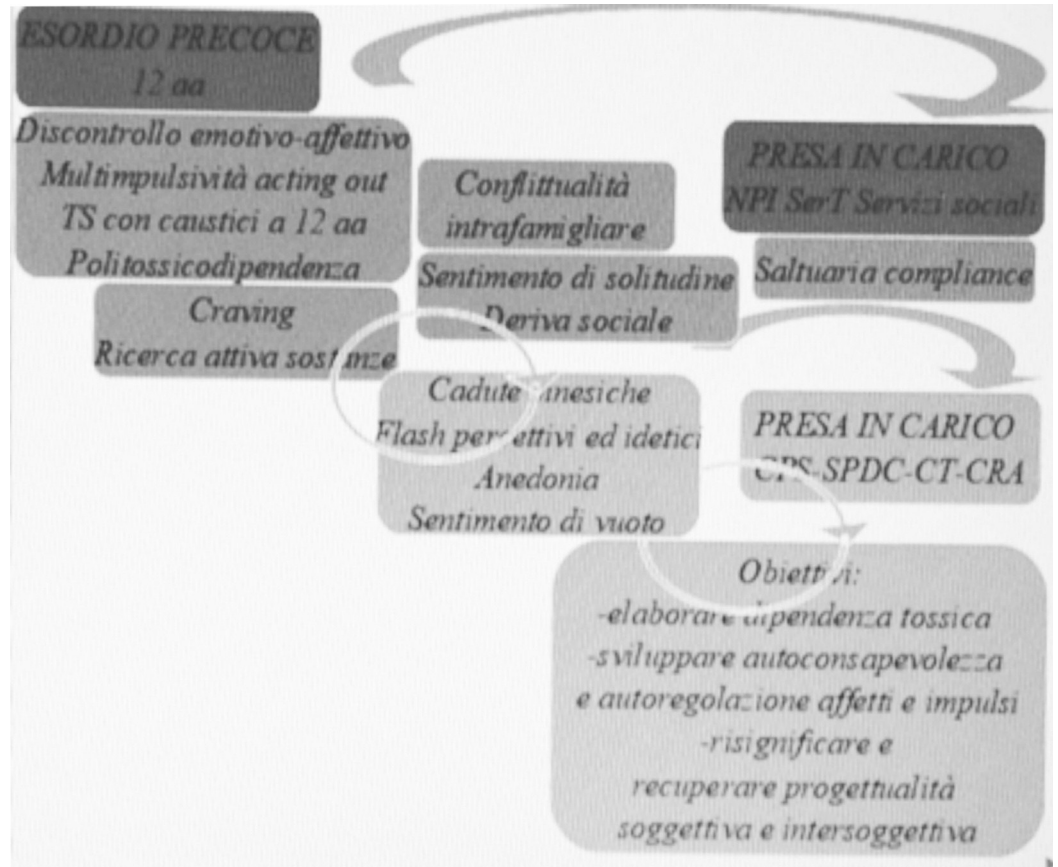 ESORDIO PRECOCE
12 aa
Discontrollo emotivo-affettivo
Multimpulsività acting out
TS con caustici a 12 aa
Politossicodipendenza
Craving
Ricerca attiva sostanze
Conflittualità
intrafamigliare
Sentimento di solitudine
Deriva sociale
Cadute mnesiche
Flash percettivi ed idetici
Anedonia
Sentimento di vuoto
PRESA IN CARICO
NPI SerT Servizi sociali
Saltuaria compliance
PRESA IN CARICO
CPS-SPDC-CT-CRA
Obiettivi:
-elaborare dipendenza tossica
-sviluppare autoconsapevolezza
e autoregolazione affetti e impulsi
-risignificare e
recuperare progettualità
soggettiva e intersoggettiva